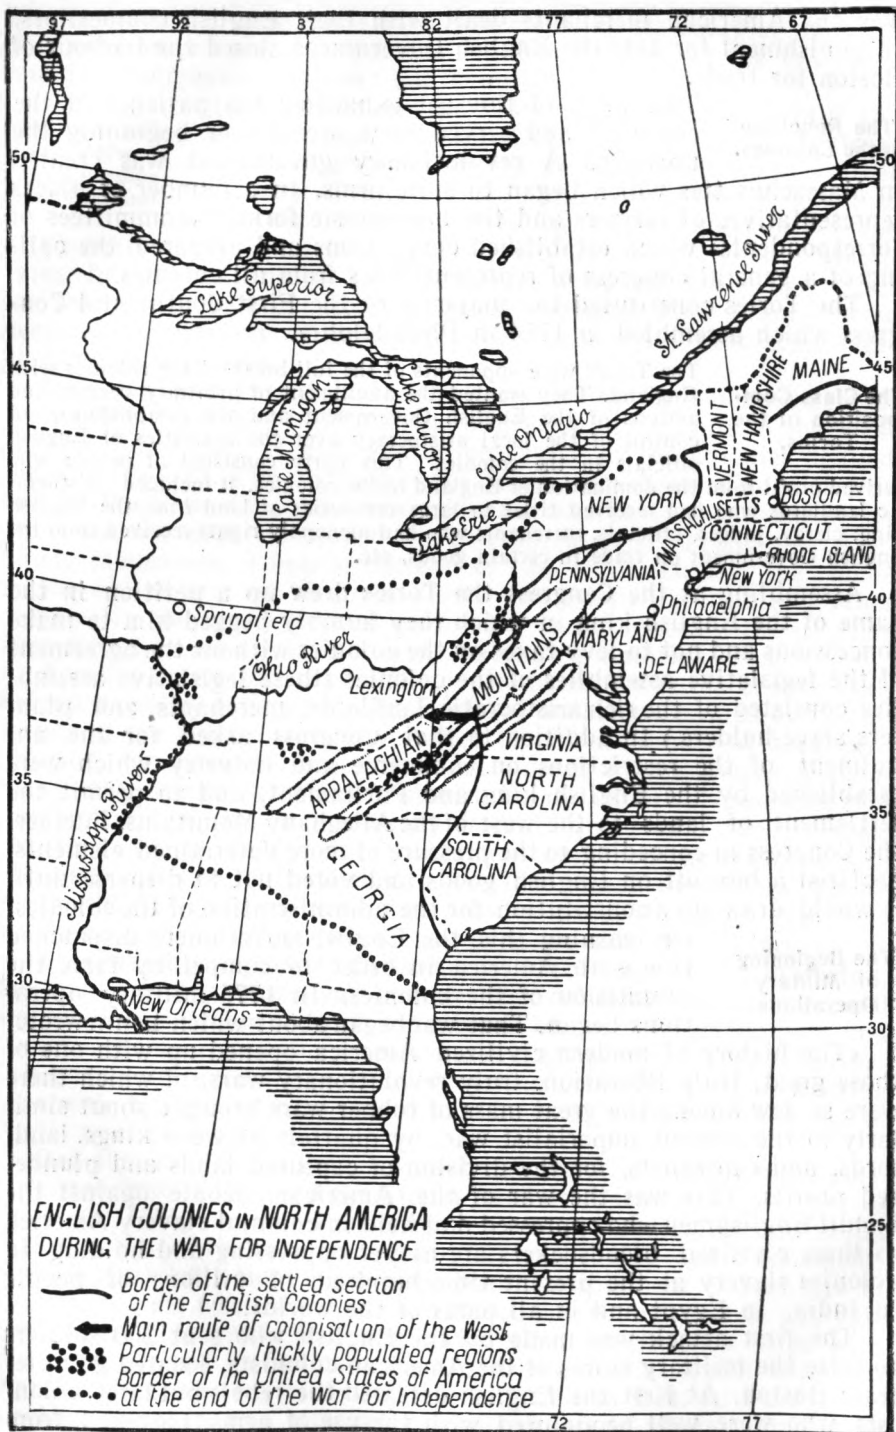 97
92
87
82
77
72
67
50
50
45
45
40
40
35
35
30
30
25
25
72
77
St. Lawrence River
Lake Superior
Lake Michigan
Lake Huron
Lake Ontario
Lake Erie
MAINE
VERMONT
NEW HAMPSHIRE
MASSACHUSETTS
Boston
NEW YORK
CONNECTICUT
RHODE ISLAND
New York
PENNSYLVANIA
Philadelphia
MARYLAND
DELAWARE
Springfield
Ohio River
Lexington
APPALACHIAN MOUNTAINS
VIRGINIA
NORTH
CAROLINA
SOUTH
CAROLINA
GEORGIA
Mississippi River
New Orleans
ENGLISH COLONIES IN NORTH AMERICA
DURING THE WAR FOR INDEPENDENCE
Border of the settled section
of the English Colonies
Main route of colonisation of the West
Particularly thickly populated regions
Border of the United States of America
at the end of the War for Independence